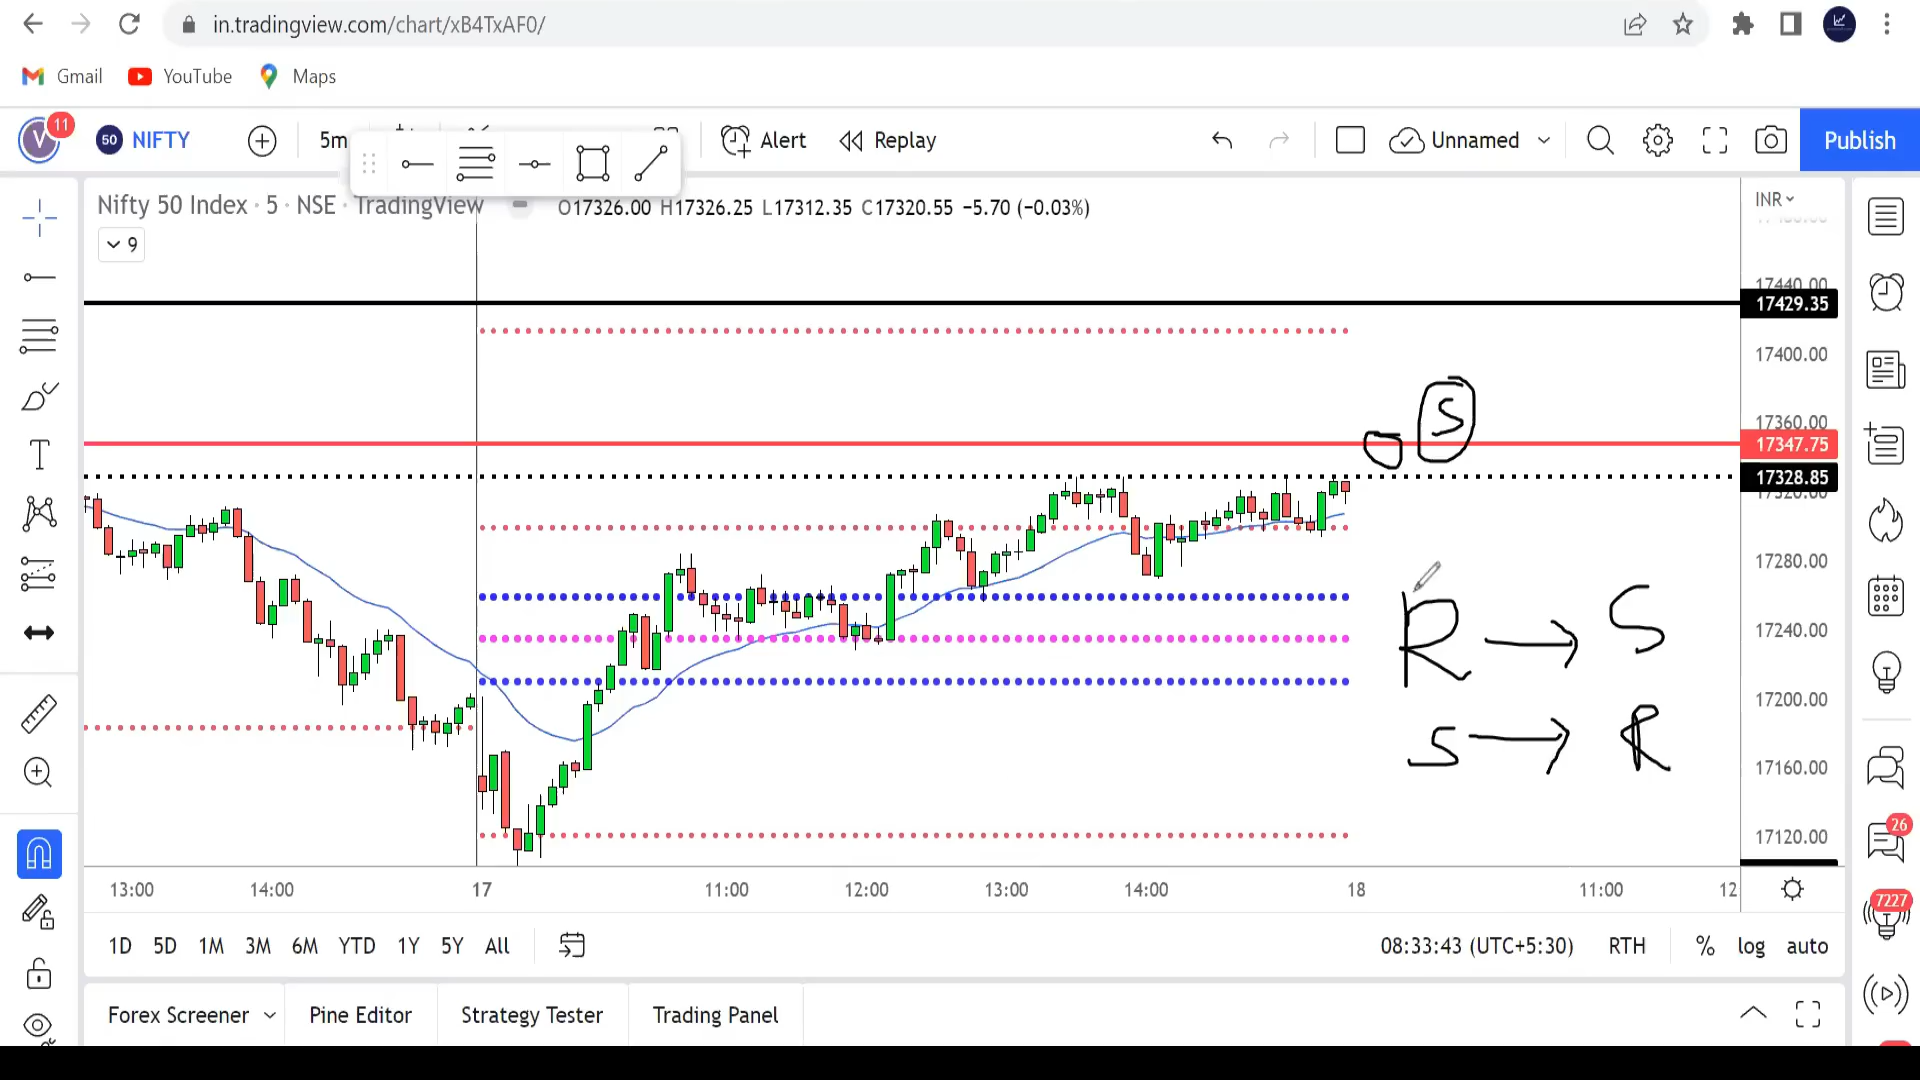 in.tradingview.com/chart/xB4TxAF0/
Gmail YouTube Maps
V 11 50 NIFTY 5m Alert Replay Unnamed Publish
Nifty 50 Index · 5 · NSE · TradingView O17326.00 H17326.25 L17312.35 C17320.55 −5.70 (−0.03%) INR
9
17440.00
17429.35
17400.00
S
17360.00
17347.75
17328.85
17320.00
17280.00
R → S
17240.00
17200.00
S → R
17160.00
17120.00
26
13:00 14:00 17 11:00 12:00 13:00 14:00 18 11:00 12
7227
1D 5D 1M 3M 6M YTD 1Y 5Y All 08:33:43 (UTC+5:30) RTH % log auto
Forex Screener Pine Editor Strategy Tester Trading Panel